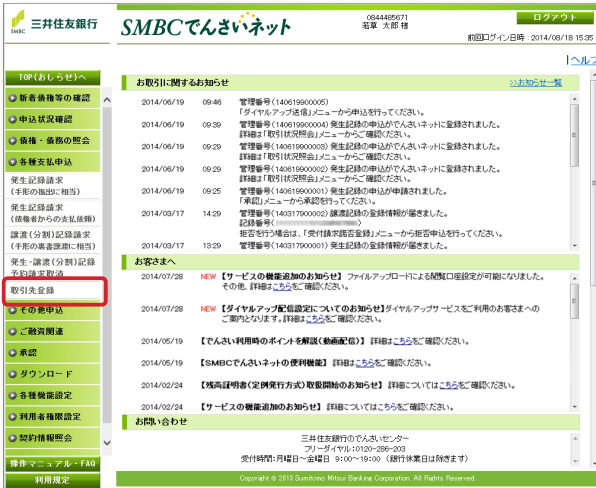 SMBC 三井住友銀行
SMBCでんさいネット
0844485671
若草 太郎 様
ログアウト
前回ログイン日時：2014/08/18 15:35
ヘルプ
TOP(おしらせ)へ
新着債権等の確認
申込状況確認
債権・債務の照会
各種支払申込
発生記録請求
(手形の振出に相当)
発生記録請求
(債権者からの支払依頼)
譲渡(分割)記録請求
(手形の裏書譲渡に相当)
発生・譲渡(分割)記録
予約請求取消
取引先登録
その他申込
ご融資関連
承認
ダウンロード
各種機能設定
利用者権限設定
契約情報照会
操作マニュアル・FAQ
利用規定
お取引に関するお知らせ
>>お知らせ一覧
2014/06/19 09:46 管理番号(140619900005)
「ダイヤルアップ送信」メニューから申込を行ってください。
2014/06/19 09:39 管理番号(140619900004) 発生記録の申込がでんさいネットに登録されました。
詳細は「取引状況照会」メニューからご確認ください。
2014/06/19 09:29 管理番号(140619900003) 発生記録の申込がでんさいネットに登録されました。
詳細は「取引状況照会」メニューからご確認ください。
2014/06/19 09:29 管理番号(140619900002) 発生記録の申込がでんさいネットに登録されました。
詳細は「取引状況照会」メニューからご確認ください。
2014/06/19 09:25 管理番号(140619900001) 発生記録の申込が申請されました。
「承認」メニューから承認を行ってください。
2014/03/17 14:29 管理番号(140317900002) 譲渡記録の登録情報が届きました。
記録番号(
拒否を行う場合は、「受付請求諾否登録」メニューから拒否申込を行ってください。
2014/03/17 13:29 管理番号(140317900001) 発生記録の登録情報が届きました。
お客さまへ
2014/07/28 NEW 【サービスの機能追加のお知らせ】 ファイルアップロードによる閲覧口座設定が可能になりました。
その他、詳細はこちらをご確認ください。
2014/07/28 NEW 【ダイヤルアップ配信設定についてのお知らせ】ダイヤルアップサービスをご利用のお客さまへの
ご案内となります。詳細はこちらをご確認ください。
2014/05/19 【でんさい利用時のポイントを解説(動画配信)】 詳細はこちらをご確認ください。
2014/05/19 【SMBCでんさいネットの便利機能】 詳細はこちらをご確認ください。
2014/02/24 【残高証明書(定例発行方式)取扱開始のお知らせ】 詳細についてはこちらをご確認ください。
2014/02/24 【サービスの機能追加のお知らせ】 詳細についてはこちらをご確認ください。
お問い合わせ
三井住友銀行のでんさいセンター
フリーダイヤル:0120-286-203
受付時間:月曜日～金曜日 9:00～19:00 (銀行休業日は除きます)
Copyright © 2013 Sumitomo Mitsui Banking Corporation. All Rights Reserved.